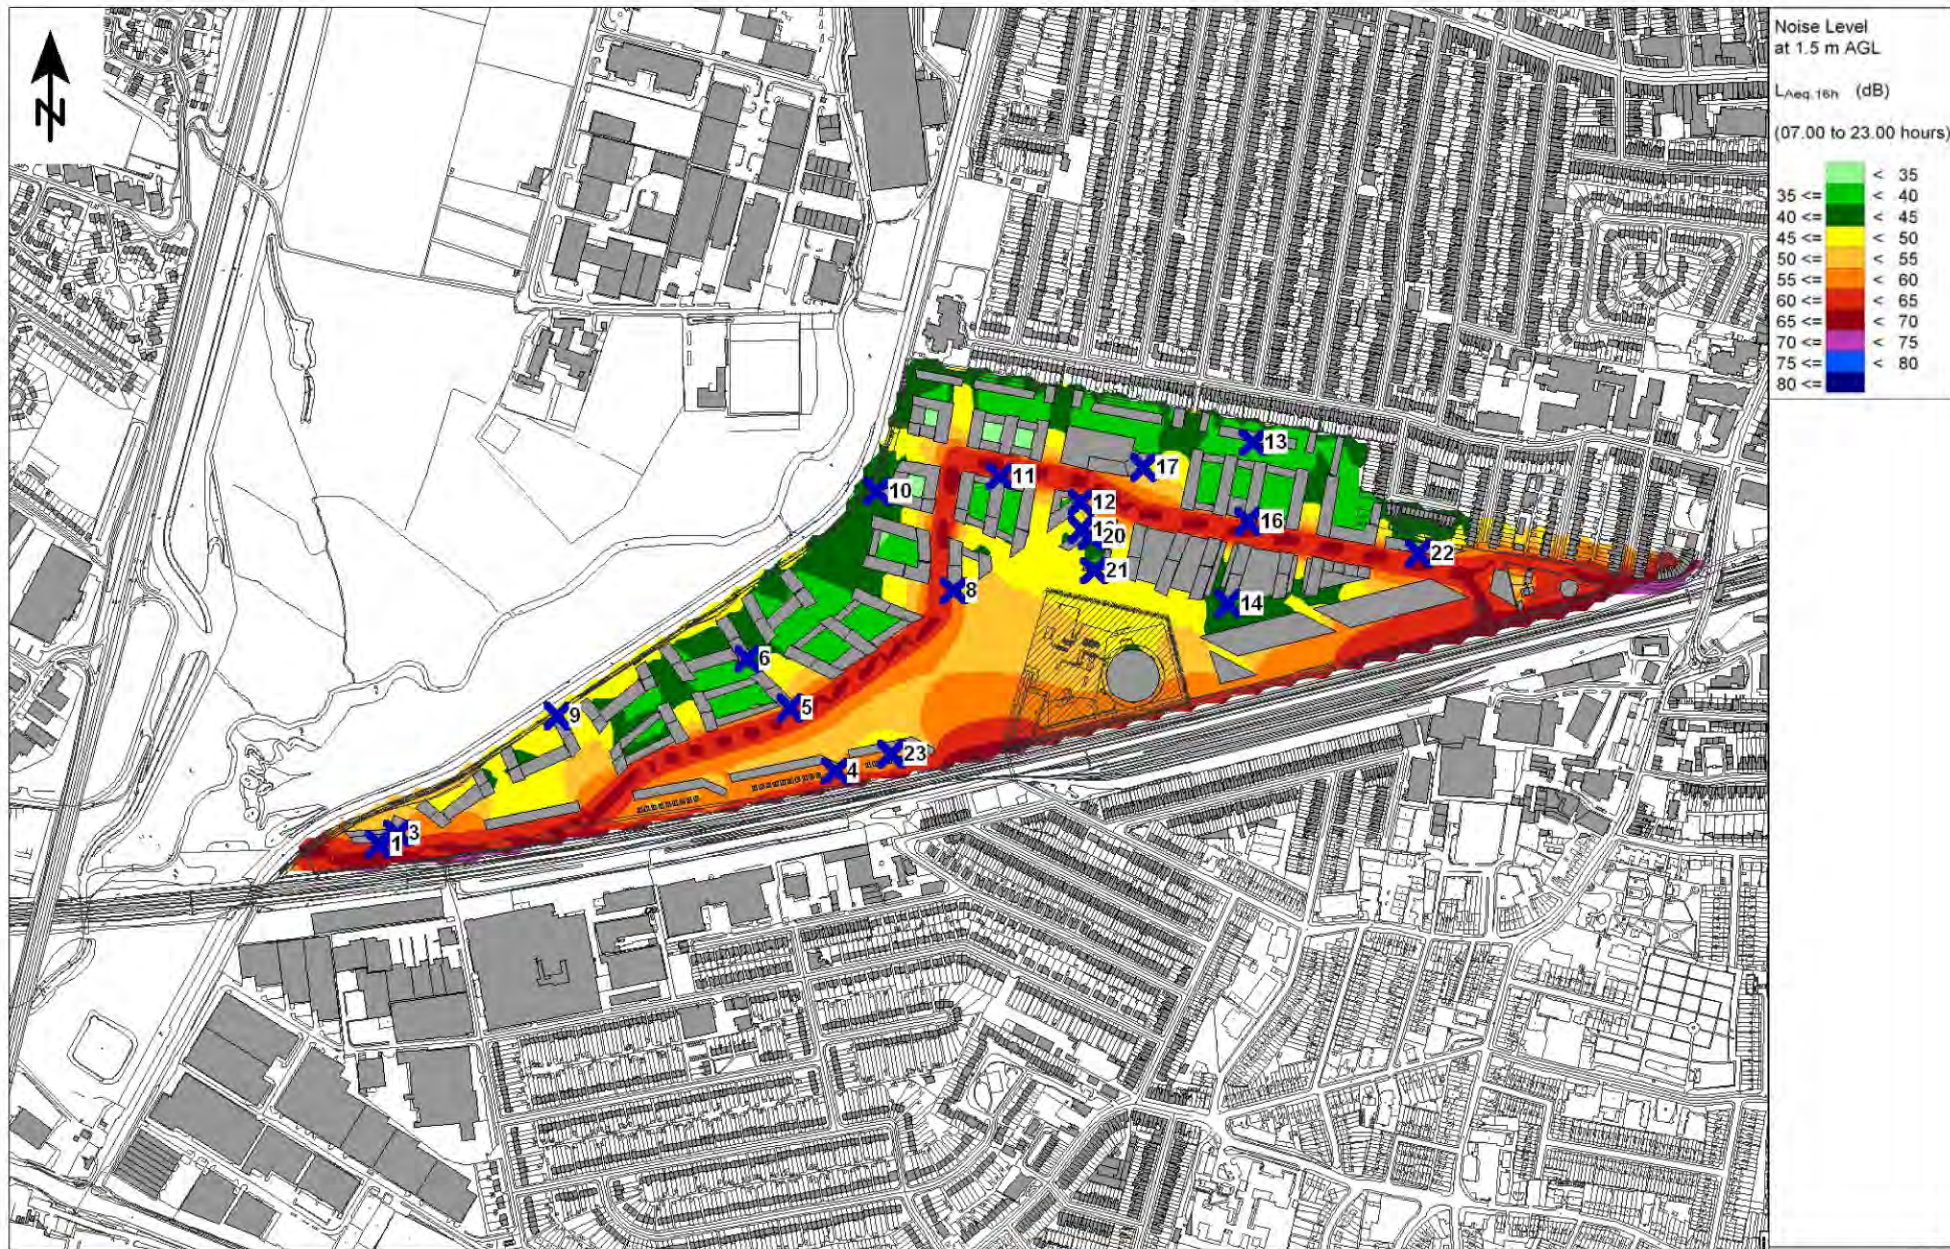 N
Noise Level
at 1.5 m AGL
LAeq,16h (dB)
(07.00 to 23.00 hours)
< 35
35 <= < 40
40 <= < 45
45 <= < 50
50 <= < 55
55 <= < 60
60 <= < 65
65 <= < 70
70 <= < 75
75 <= < 80
80 <=
13
17
11
10
12
16
20
22
21
8
14
6
5
9
23
4
3
1